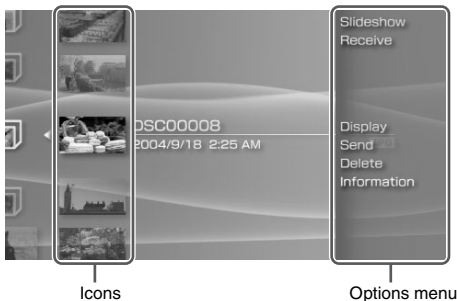 Slideshow
Receive
DSC00008
2004/9/18 2:25 AM
Display
Send
Delete
Information
Icons
Options menu